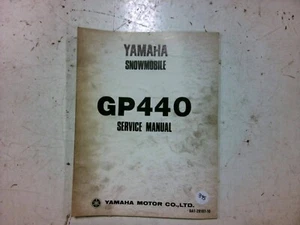 YAMAHA
SNOWMOBILE
GP440
SERVICE MANUAL
YAMAHA MOTOR CO.,LTD.